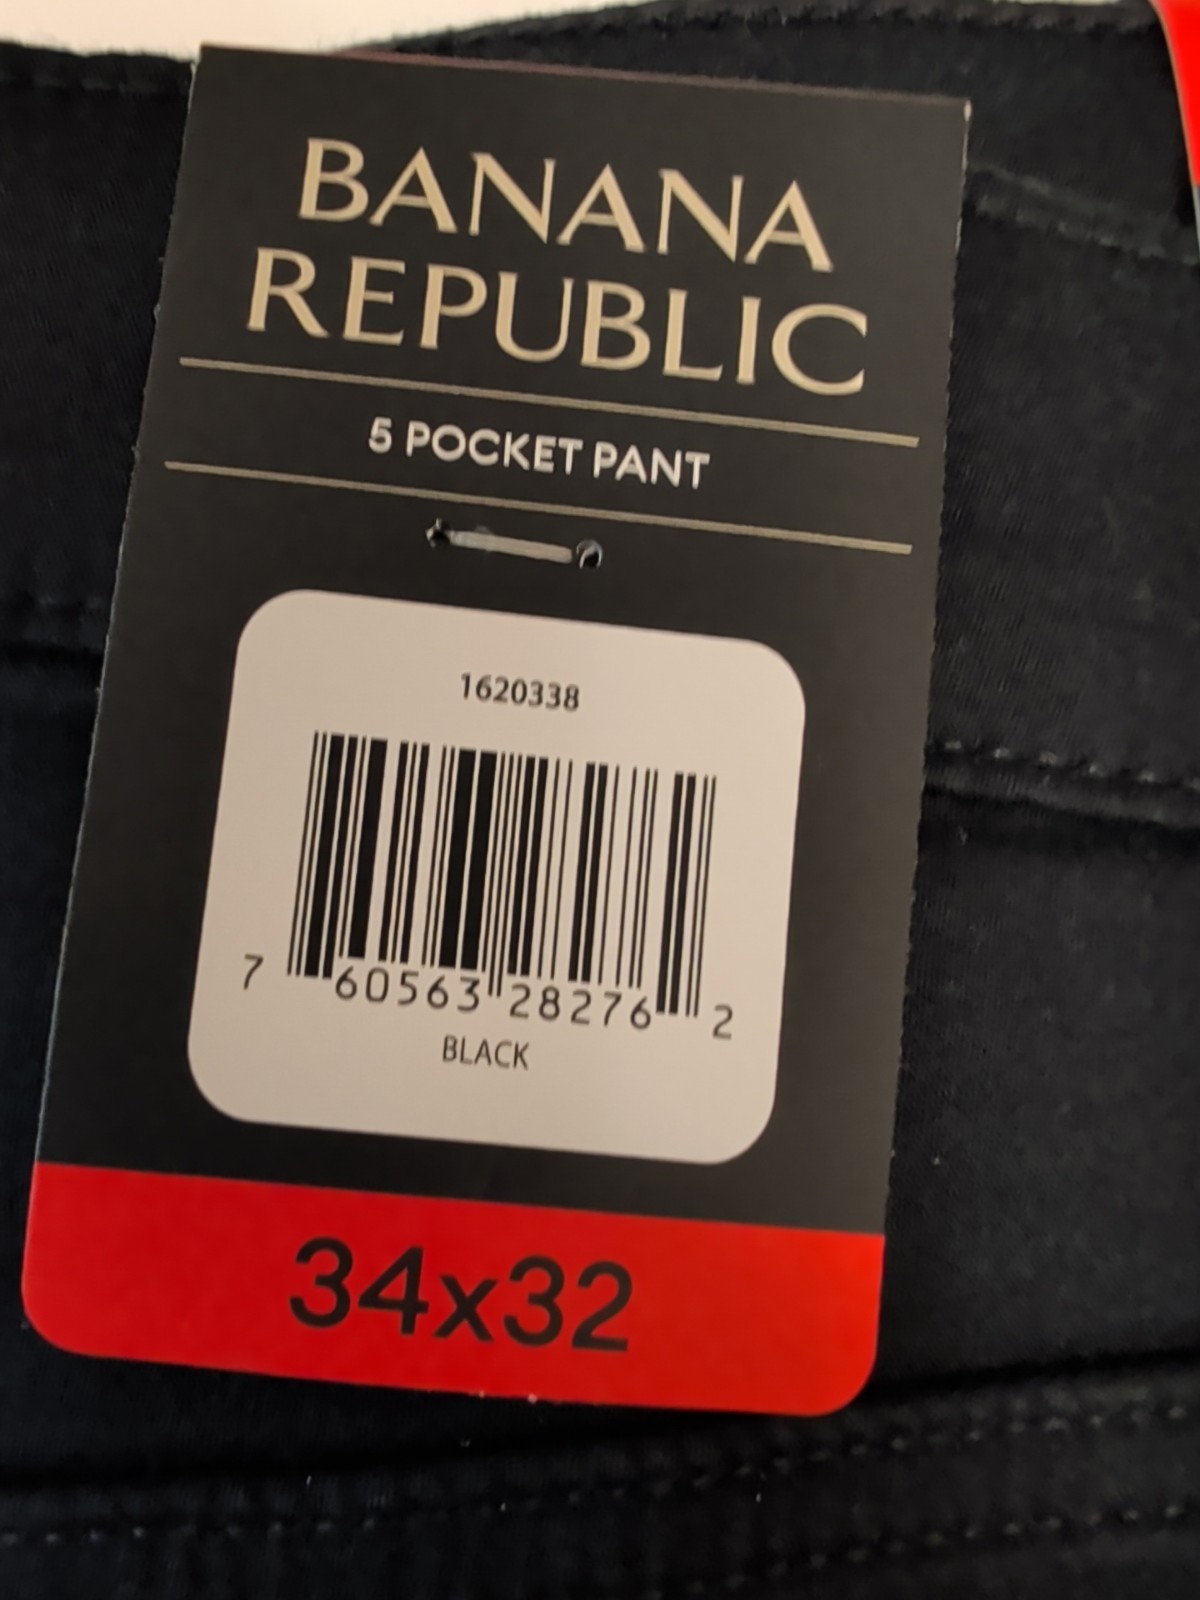 BANANA
REPUBLIC
5 POCKET PANT
1620338
7 60563 28276 2
BLACK
34x32